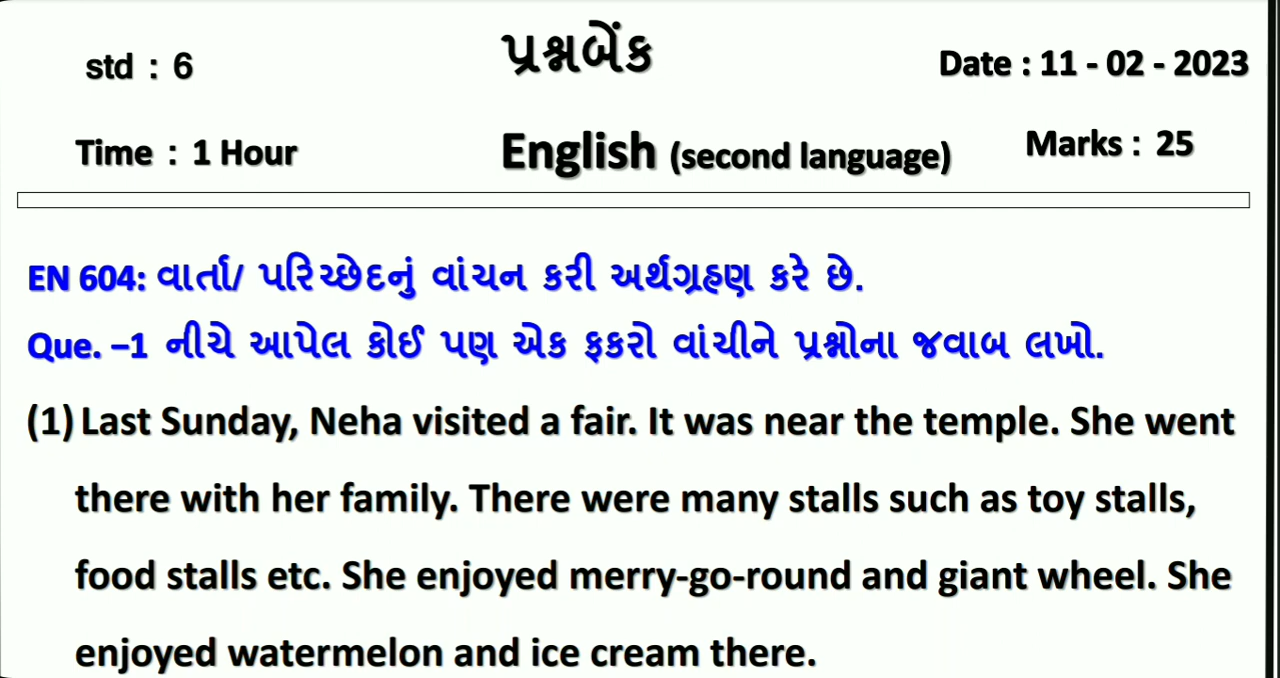 std : 6
પ્રશ્નબેંક
Date : 11 - 02 - 2023
Time : 1 Hour
English (second language)
Marks : 25
EN 604: વાર્તા/ પરિચ્છેદનું વાંચન કરી અર્થગ્રહણ કરે છે.
Que. –1 નીચે આપેલ કોઈ પણ એક ફકરો વાંચીને પ્રશ્નોના જવાબ લખો.
(1) Last Sunday, Neha visited a fair. It was near the temple. She went
there with her family. There were many stalls such as toy stalls,
food stalls etc. She enjoyed merry-go-round and giant wheel. She
enjoyed watermelon and ice cream there.